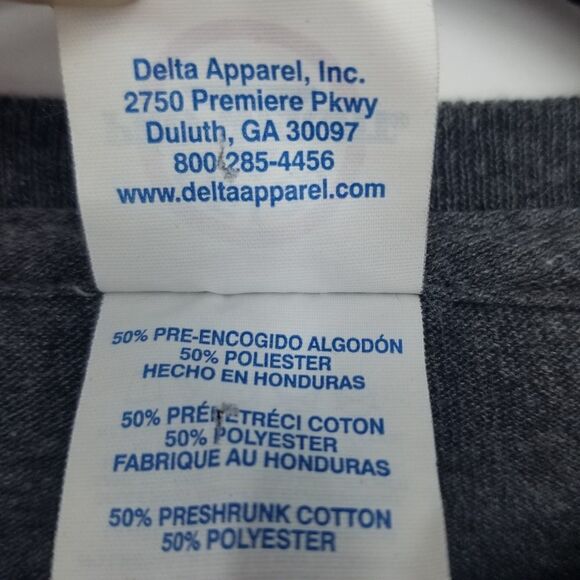 Delta Apparel, Inc.
2750 Premiere Pkwy
Duluth, GA 30097
800 285-4456
www.deltaapparel.com
50% PRE-ENCOGIDO ALGODÓN
50% POLIESTER
HECHO EN HONDURAS
50% PRÉRETRÉCI COTON
50% POLYESTER
FABRIQUE AU HONDURAS
50% PRESHRUNK COTTON
50% POLYESTER